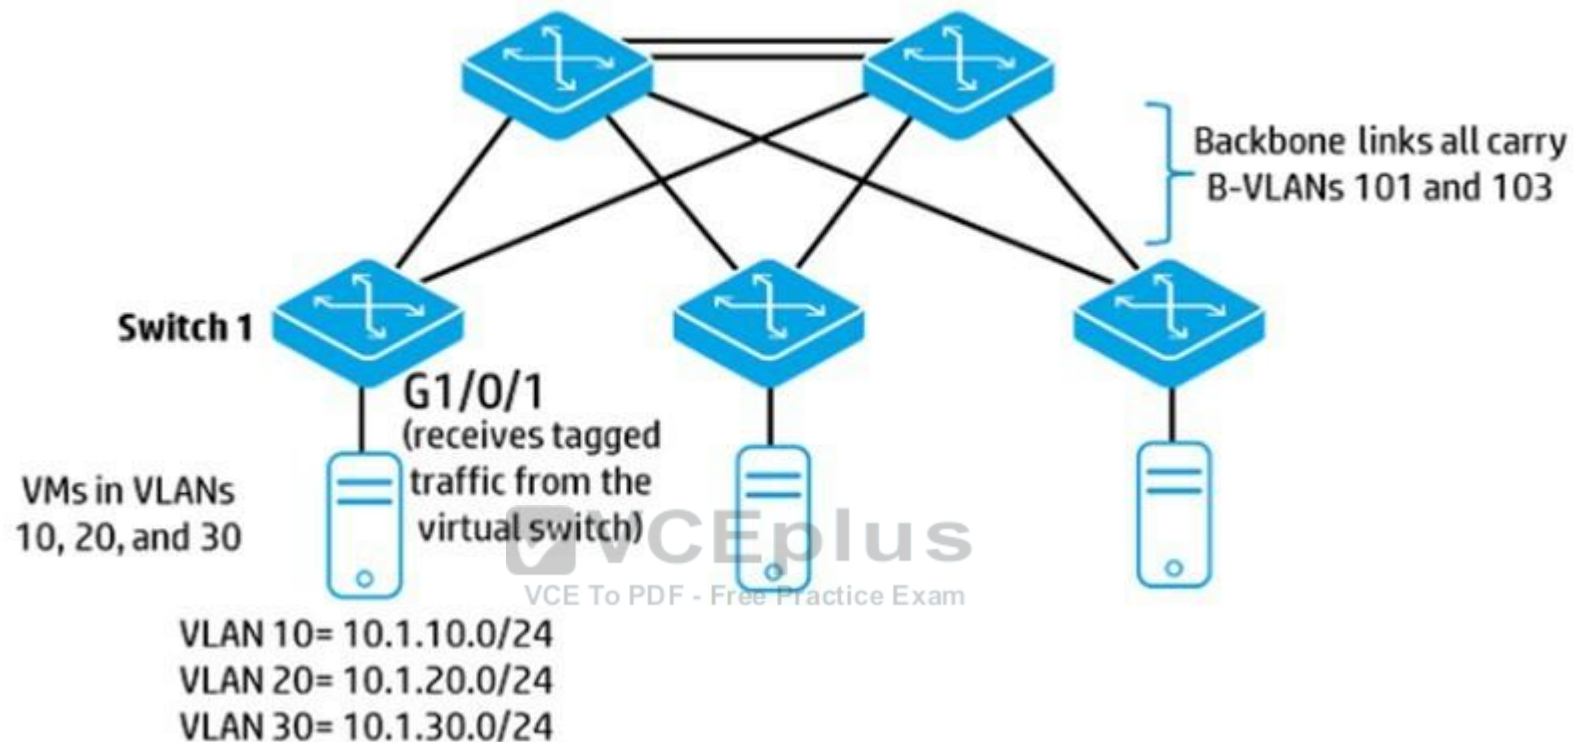 Backbone links all carry
B-VLANs 101 and 103
Switch 1
G1/0/1
(receives tagged
traffic from the
virtual switch)
VMs in VLANs
10, 20, and 30
VCEplus
VCE To PDF - Free Practice Exam
VLAN 10= 10.1.10.0/24
VLAN 20= 10.1.20.0/24
VLAN 30= 10.1.30.0/24